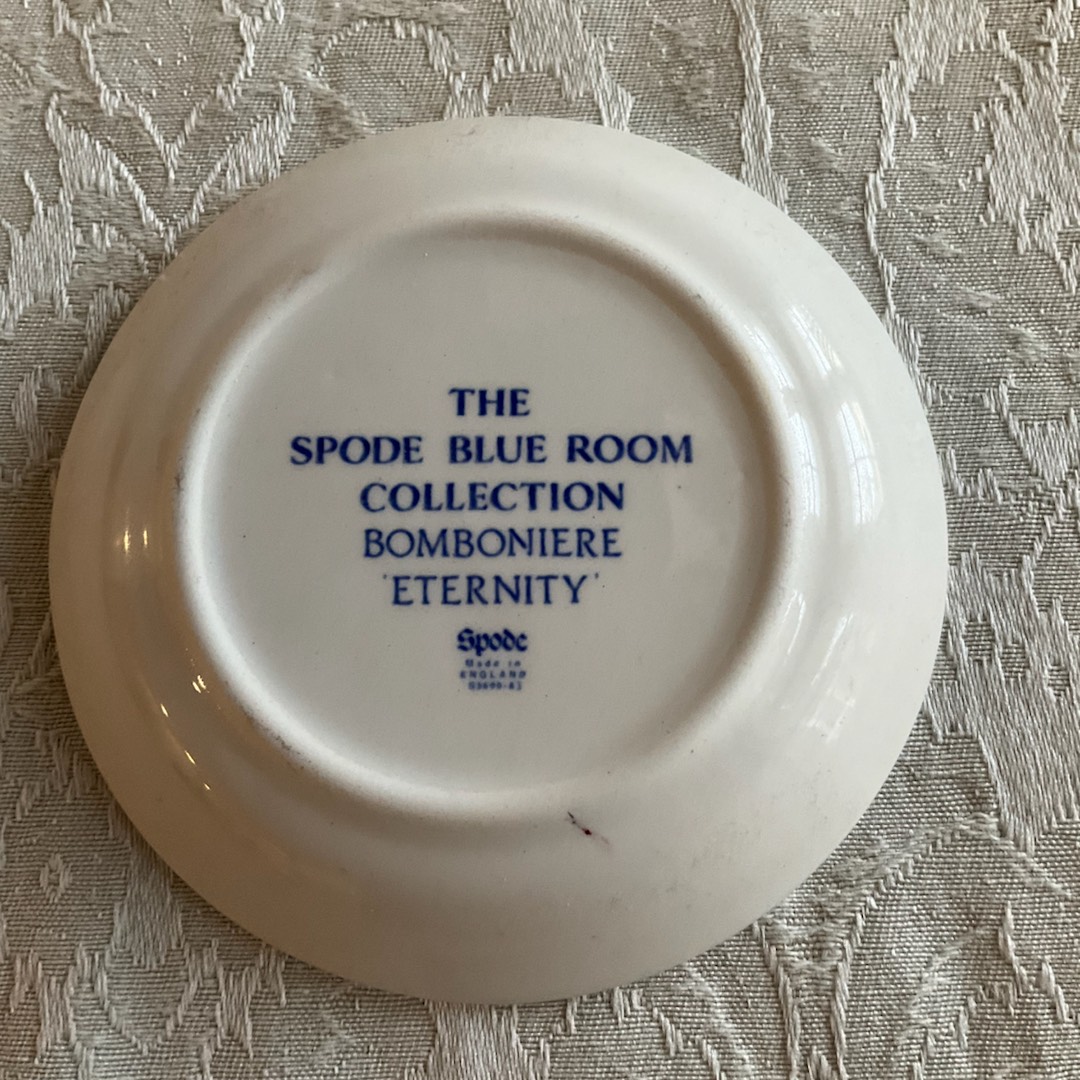 THE
SPODE BLUE ROOM
COLLECTION
BOMBONIERE
'ETERNITY'
Spode
Made in
ENGLAND